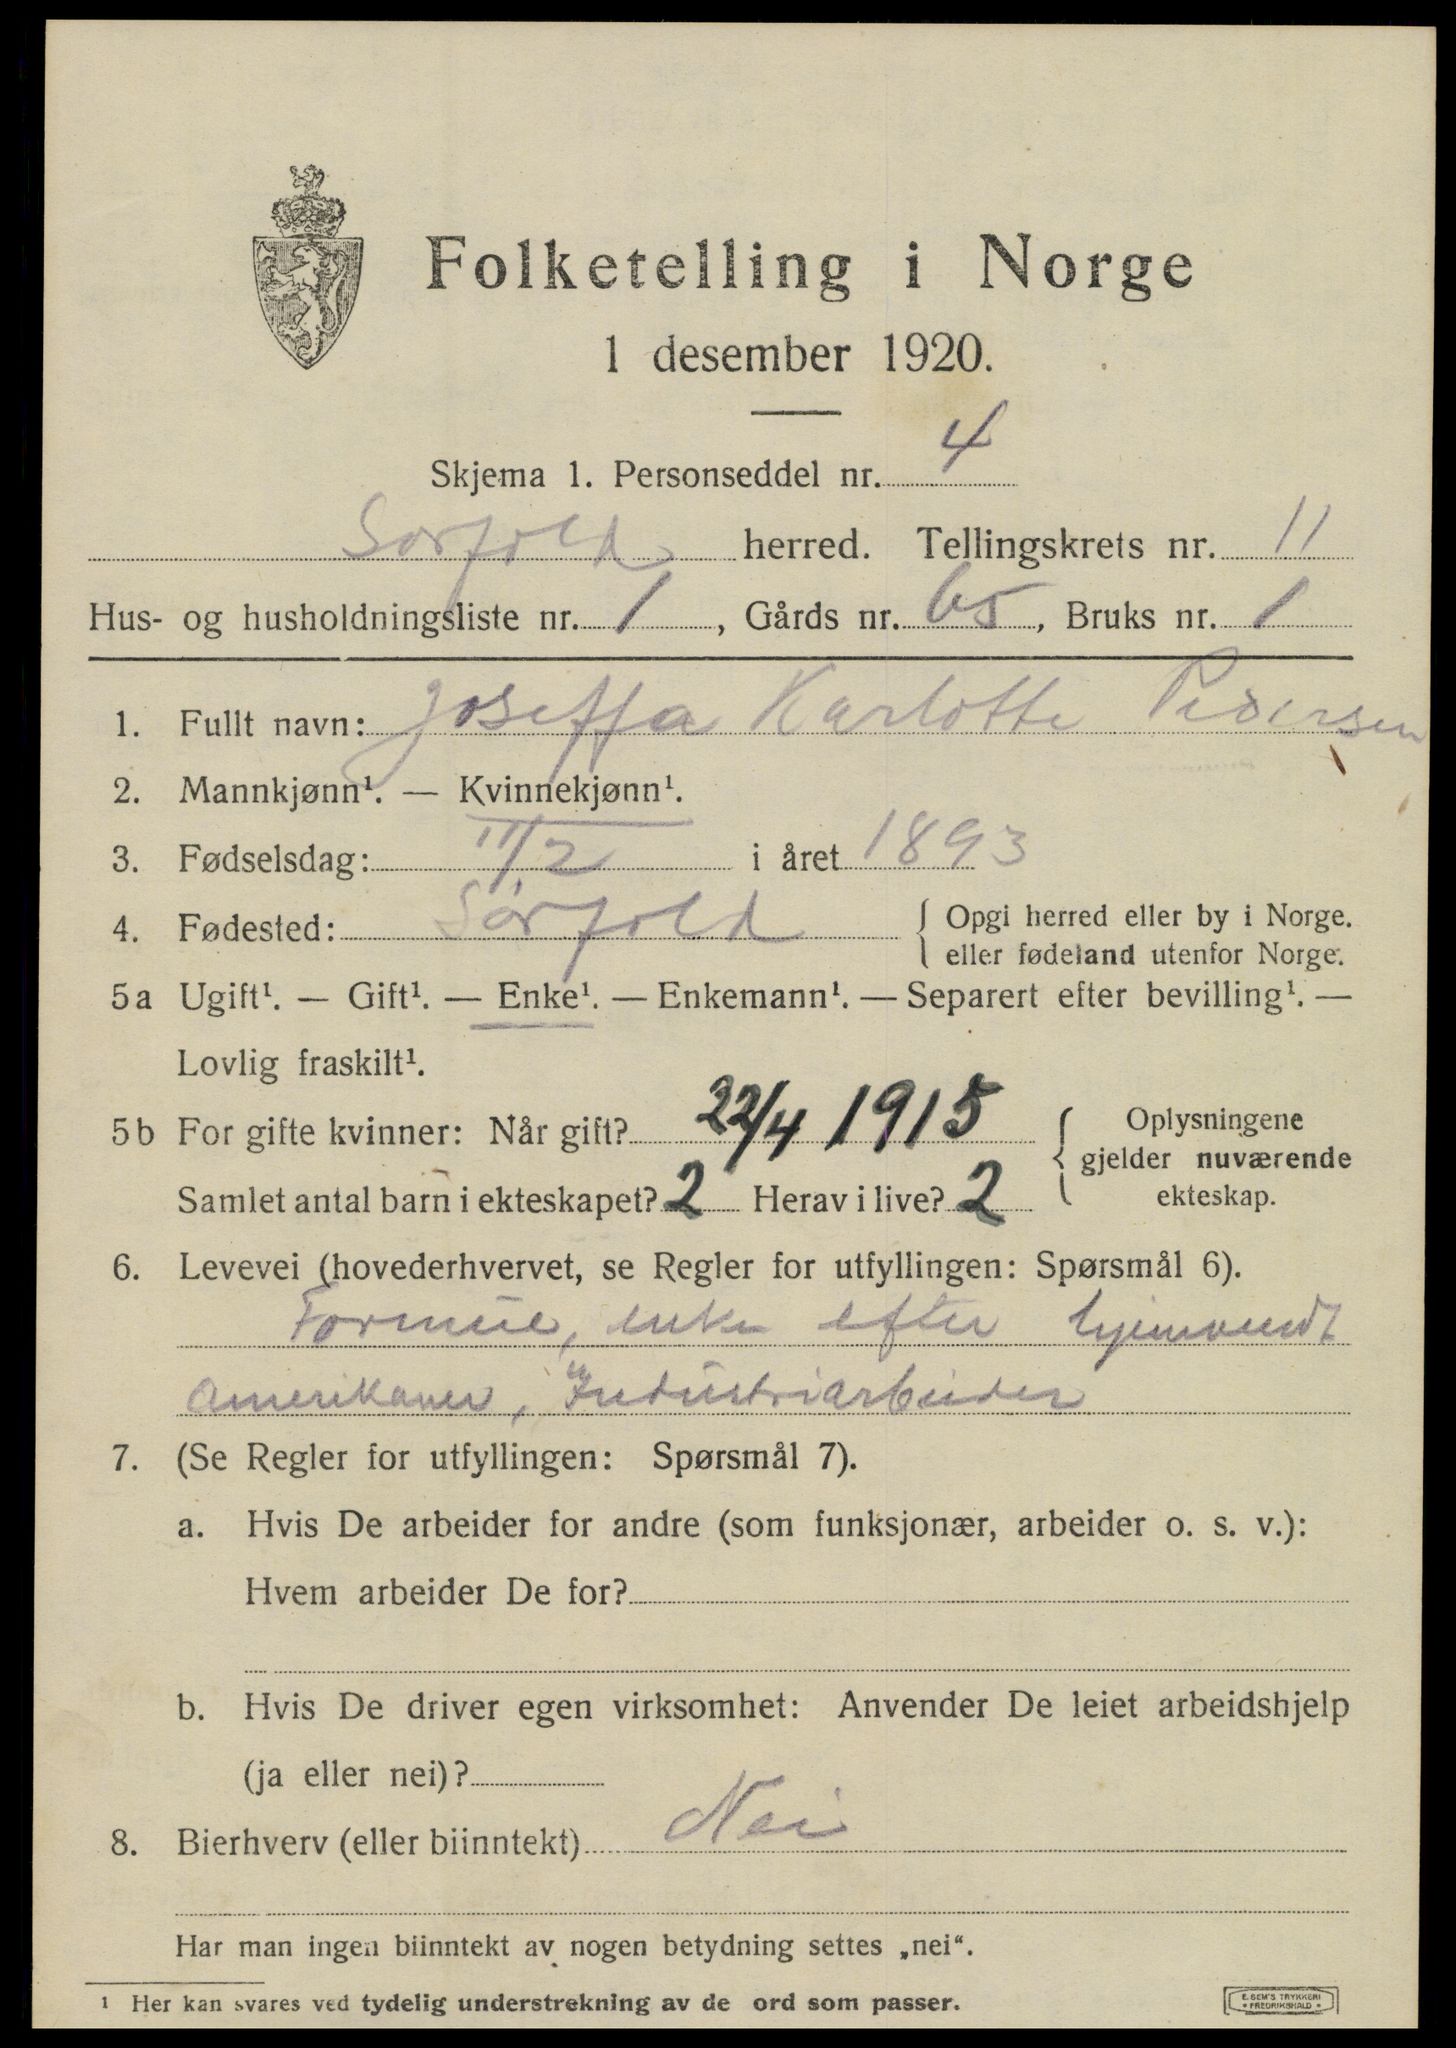 Folketelling i Norge
1 desember 1920.
Skjema 1. Personseddel nr. 4
Sørfold herred. Tellingskrets nr. 11
Hus- og husholdningsliste nr. 1, Gårds nr. 65, Bruks nr. 1
1. Fullt navn: Joseffa Karlotte Pedersen
2. Mannkjønn¹. — Kvinnekjønn¹.
3. Fødselsdag: 11/2 i året 1893
4. Fødested: Sørfold { Opgi herred eller by i Norge.
eller fødeland utenfor Norge.
5a Ugift¹. — Gift¹. — Enke¹. — Enkemann¹. — Separert efter bevilling¹. —
Lovlig fraskilt¹.
5b For gifte kvinner: Når gift? 22/4 1915
Samlet antal barn i ekteskapet? 2 Herav i live? 2
{ Oplysningene
gjelder nuværende
ekteskap.
6. Levevei (hovederhvervet, se Regler for utfyllingen: Spørsmål 6).
Formue, enke efter hjemvendt
Amerikaner, Industriarbeider
7. (Se Regler for utfyllingen: Spørsmål 7).
a. Hvis De arbeider for andre (som funksjonær, arbeider o. s. v.):
Hvem arbeider De for?
b. Hvis De driver egen virksomhet: Anvender De leiet arbeidshjelp
(ja eller nei)?
8. Bierhverv (eller biinntekt) Nei
Har man ingen biinntekt av nogen betydning settes „nei“.
¹ Her kan svares ved tydelig understrekning av de ord som passer.
E. SEM'S TRYKKERI
• FREDRIKSHALD •